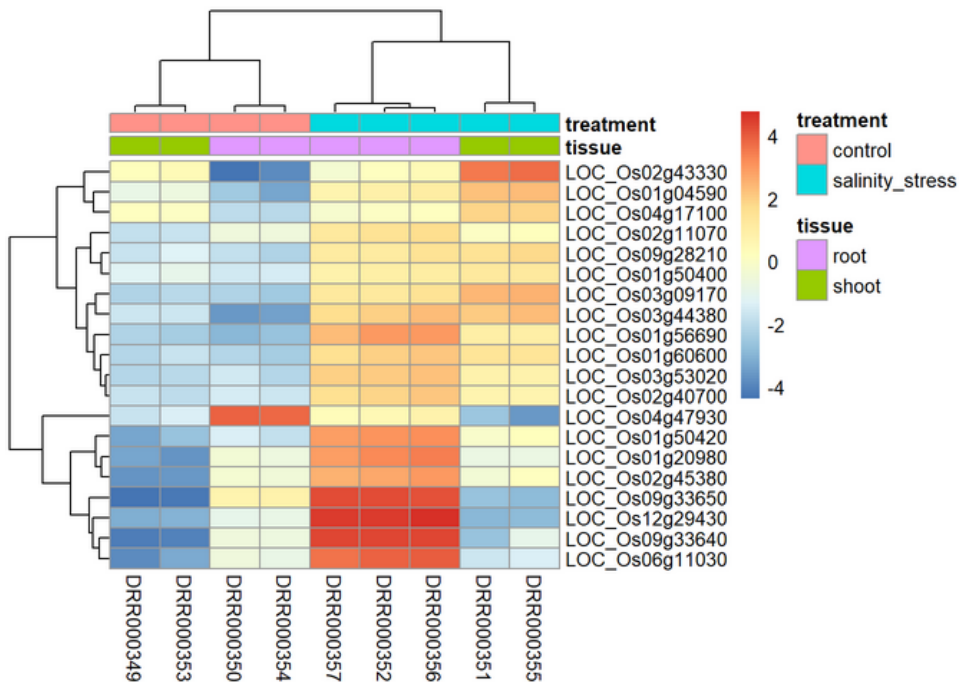 treatment
tissue
LOC_Os02g43330
LOC_Os01g04590
LOC_Os04g17100
LOC_Os02g11070
LOC_Os09g28210
LOC_Os01g50400
LOC_Os03g09170
LOC_Os03g44380
LOC_Os01g56690
LOC_Os01g60600
LOC_Os03g53020
LOC_Os02g40700
LOC_Os04g47930
LOC_Os01g50420
LOC_Os01g20980
LOC_Os02g45380
LOC_Os09g33650
LOC_Os12g29430
LOC_Os09g33640
LOC_Os06g11030
DRR000349
DRR000353
DRR000350
DRR000354
DRR000357
DRR000352
DRR000356
DRR000351
DRR000355
4
2
0
-2
-4
treatment
control
salinity_stress
tissue
root
shoot